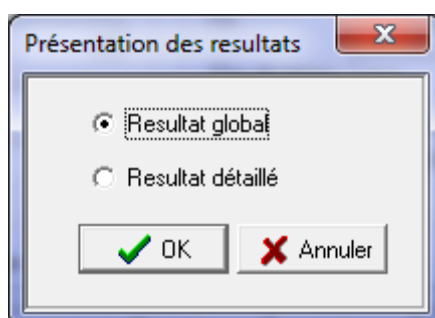 Présentation des resultats
Resultat global
Resultat détaillé
OK
Annuler